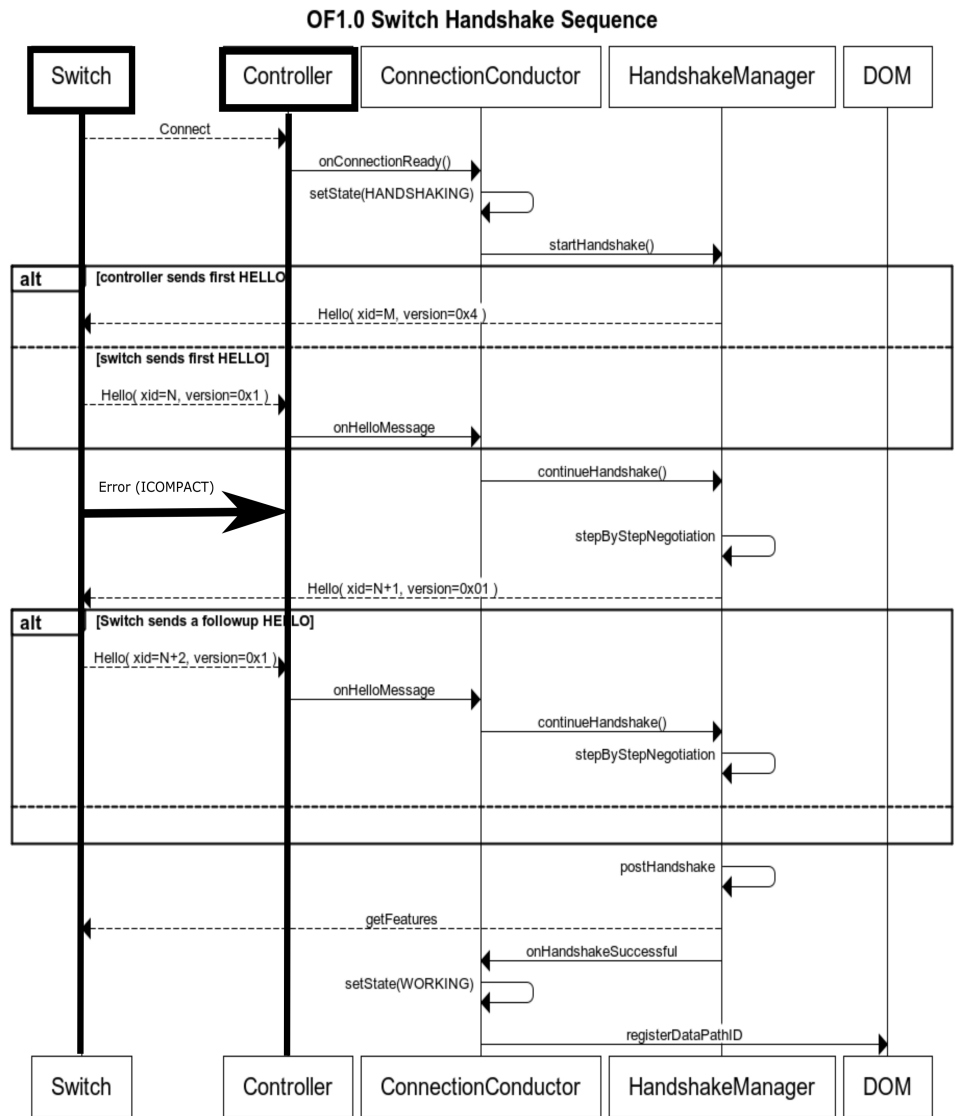 OF1.0 Switch Handshake Sequence
Switch
Controller
ConnectionConductor
HandshakeManager
DOM
Connect
onConnectionReady()
setState(HANDSHAKING)
startHandshake()
alt
[controller sends first HELLO
Hello( xid=M, version=0x4 )
[switch sends first HELLO]
Hello( xid=N, version=0x1 )
onHelloMessage
continueHandshake()
Error (ICOMPACT)
stepByStepNegotiation
Hello( xid=N+1, version=0x01 )
alt
[Switch sends a followup HELLO]
Hello( xid=N+2, version=0x1 )
onHelloMessage
continueHandshake()
stepByStepNegotiation
postHandshake
getFeatures
onHandshakeSuccessful
setState(WORKING)
registerDataPathID
Switch
Controller
ConnectionConductor
HandshakeManager
DOM